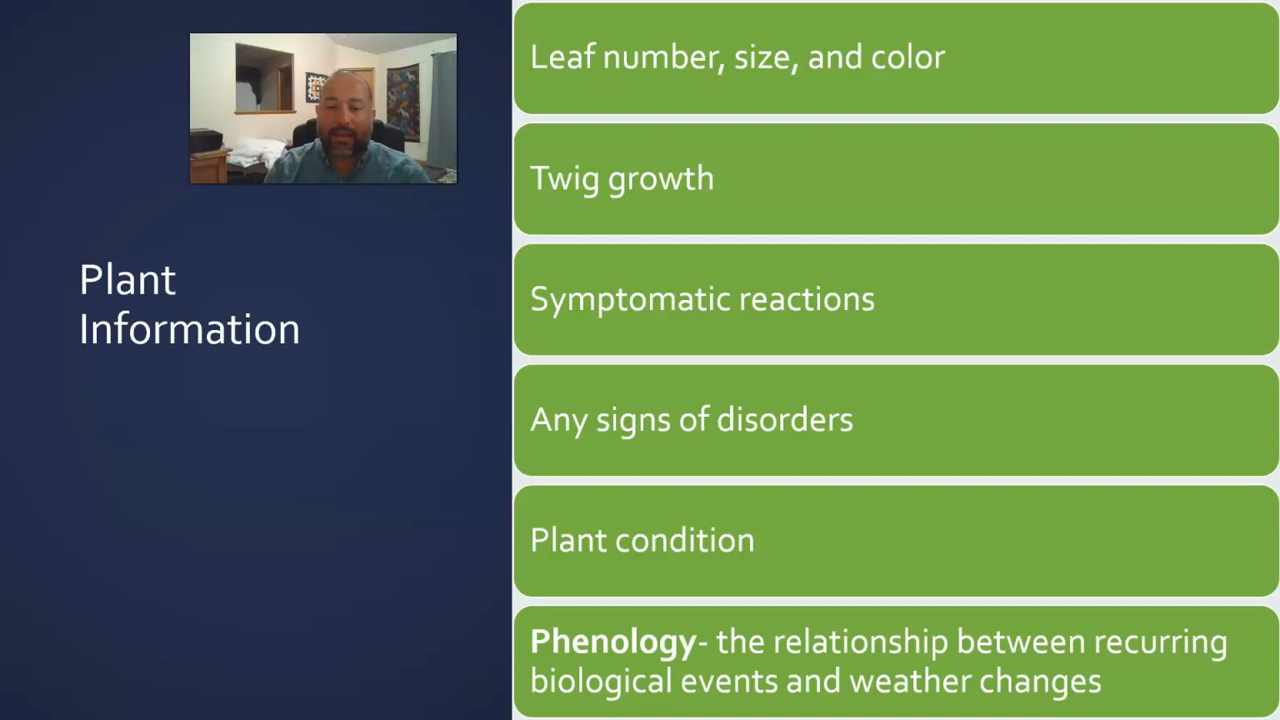 Plant
Information
Leaf number, size, and color
Twig growth
Symptomatic reactions
Any signs of disorders
Plant condition
Phenology- the relationship between recurring
biological events and weather changes